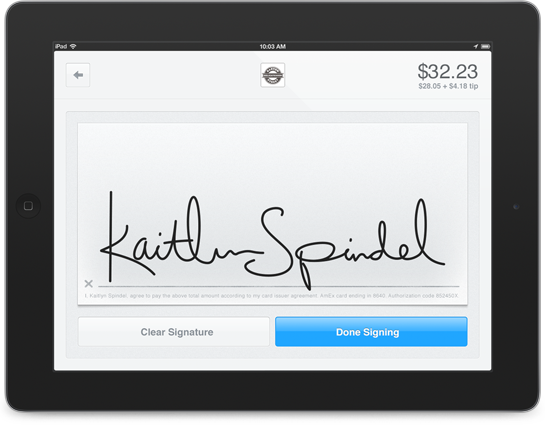 iPad 10:03 AM
$32.23
$28.05 + $4.18 tip
Kaitlyn Spindel
I, Kaitlyn Spindel, agree to pay the above total amount according to my card issuer agreement. AmEx card ending in 8640. Authorization code 852453.
Clear Signature Done Signing